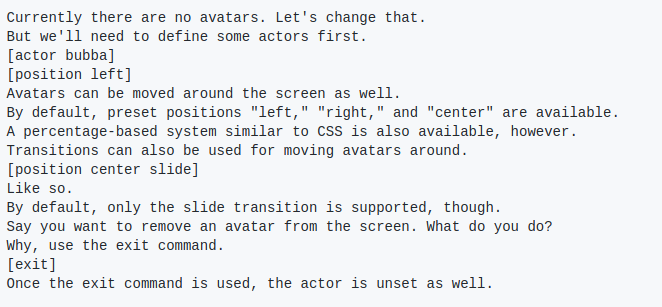 Currently there are no avatars. Let's change that.
But we'll need to define some actors first.
[actor bubba]
[position left]
Avatars can be moved around the screen as well.
By default, preset positions "left," "right," and "center" are available.
A percentage-based system similar to CSS is also available, however.
Transitions can also be used for moving avatars around.
[position center slide]
Like so.
By default, only the slide transition is supported, though.
Say you want to remove an avatar from the screen. What do you do?
Why, use the exit command.
[exit]
Once the exit command is used, the actor is unset as well.